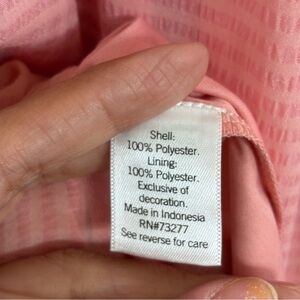 Shell:
100% Polyester.
Lining:
100% Polyester.
Exclusive of
decoration.
Made in Indonesia
RN#73277
See reverse for care